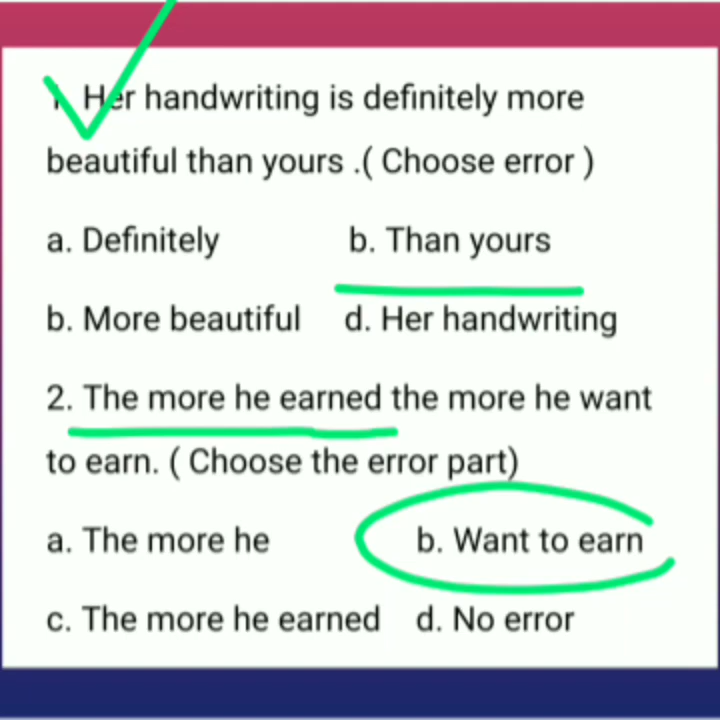 1. Her handwriting is definitely more
beautiful than yours .( Choose error )
a. Definitely b. Than yours
b. More beautiful d. Her handwriting
2. The more he earned the more he want
to earn. ( Choose the error part)
a. The more he b. Want to earn
c. The more he earned d. No error